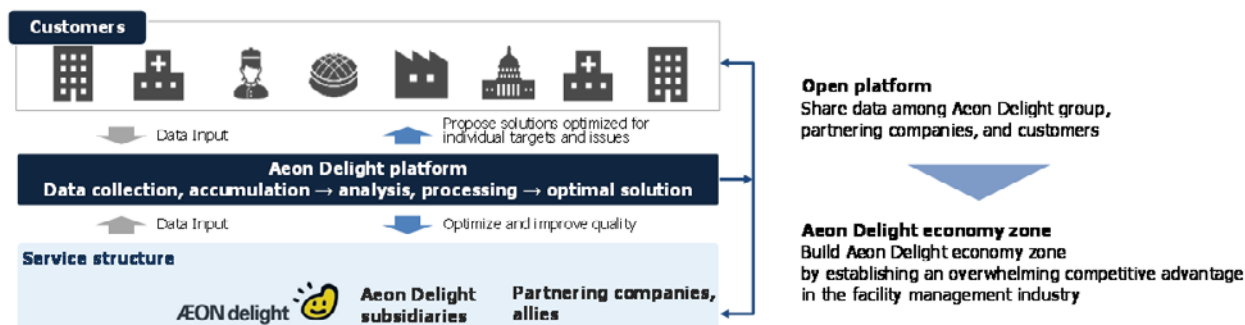 Customers
Data Input
Propose solutions optimized for
individual targets and issues
Aeon Delight platform
Data collection, accumulation → analysis, processing → optimal solution
Data Input
Optimize and improve quality
Service structure
ÆON delight
Aeon Delight
subsidiaries
Partnering companies,
allies
Open platform
Share data among Aeon Delight group,
partnering companies, and customers
Aeon Delight economy zone
Build Aeon Delight economy zone
by establishing an overwhelming competitive advantage
in the facility management industry